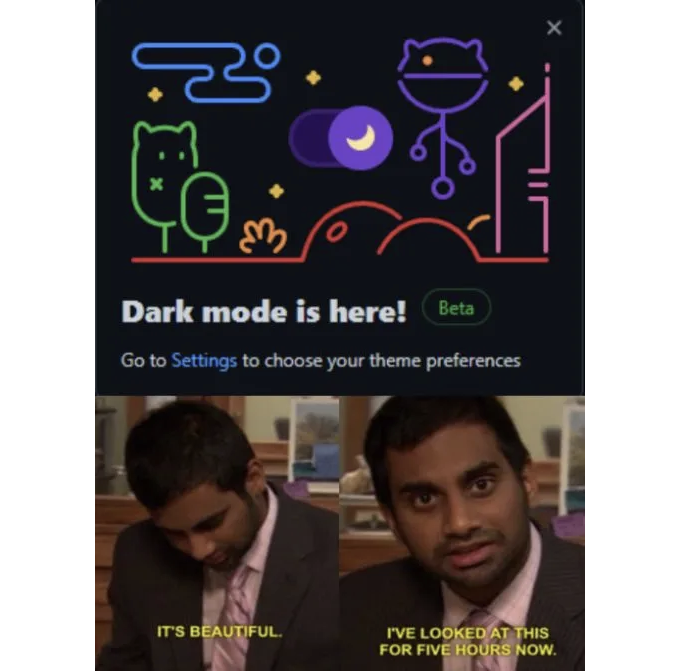 Dark mode is here! Beta
Go to Settings to choose your theme preferences
IT'S BEAUTIFUL.
I'VE LOOKED AT THIS
FOR FIVE HOURS NOW.